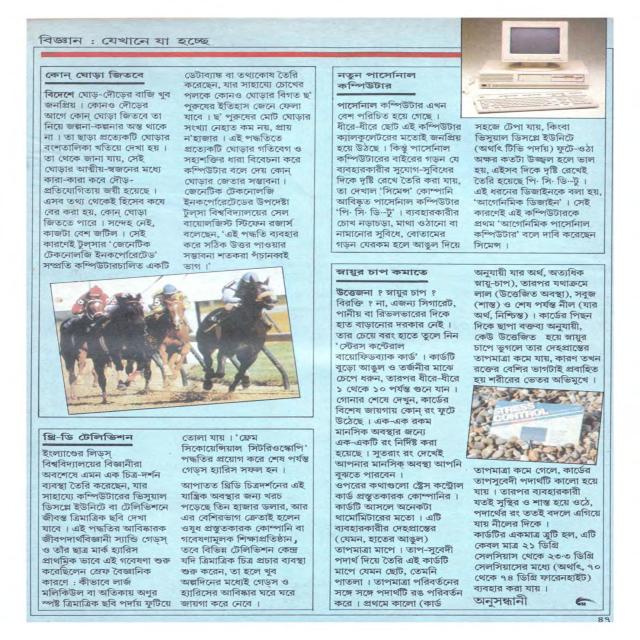 বিজ্ঞান : যেখানে যা হচ্ছে
কোন্ ঘোড়া জিতবে
বিদেশে ঘোড়-দৌড়ের বাজি খুব
জনপ্রিয় । কোনও দৌড়ের
আগে কোন্ ঘোড়া জিতবে তা
নিয়ে জল্পনা-কল্পনার অন্ত থাকে
না । তা ছাড়া প্রত্যেকটি ঘোড়ার
বংশতালিকা খতিয়ে দেখা হয় ।
তা থেকে জানা যায়, সেই
ঘোড়ার আত্মীয়-স্বজনের মধ্যে
কারা-কারা কবে দৌড়-
প্রতিযোগিতায় জয়ী হয়েছে ।
এসব তথ্য থেকেই হিসেব কষে
বের করা হয়, কোন্ ঘোড়া
জিততে পারে । সন্দেহ নেই,
কাজটা বেশ জটিল । সেই
কারণেই টুলসার 'জেনেটিক
টেকনোলজি ইনকর্পোরেটেড'
সম্প্রতি কম্পিউটারচালিত একটি
ডেটাব্যাঙ্ক বা তথ্যকোষ তৈরি
করেছেন, যার সাহায্যে চোখের
পলকে কোনও ঘোড়ার বিগত ছ'
পুরুষের ইতিহাস জেনে ফেলা
যাবে । ছ' পুরুষের মোট ঘোড়ার
সংখ্যা নেহাত কম নয়, প্রায়
ন'হাজার । এই পদ্ধতিতে
প্রত্যেকটি ঘোড়ার গতিবেগ ও
সহ্যশক্তির ধারা বিবেচনা করে
কম্পিউটার বলে দেয় কোন্
ঘোড়ার জেতার সম্ভাবনা ।
জেনেটিক টেকনোলজি
ইনকর্পোরেটেডের উপদেষ্টা
টুলসা বিশ্ববিদ্যালয়ের সেল
বায়োলজিস্ট স্টিফেন রজার্স
বলেছেন, 'এই পদ্ধতি ব্যবহার
করে সঠিক উত্তর পাওয়ার
সম্ভাবনা শতকরা পঁচানব্বই
ভাগ ।'
থ্রি-ডি টেলিভিশন
ইংল্যাণ্ডের লিড্‌স্
বিশ্ববিদ্যালয়ের বিজ্ঞানীরা
অবশেষে এমন এক চিত্র-দর্শন
ব্যবস্থা তৈরি করেছেন, যার
সাহায্যে কম্পিউটারের ভিসুয়াল
ডিসপ্লে ইউনিটে বা টেলিভিশনে
জীবন্ত ত্রিমাত্রিক ছবি দেখা
যাবে । এই পদ্ধতির আবিষ্কারক
জীবপদার্থবিজ্ঞানী স্যান্ডি গেড্‌স্
ও তাঁর ছাত্র মার্ক হ্যারিস
প্রাথমিক ভাবে এই গবেষণা শুরু
করেছিলেন স্রেফ বৈজ্ঞানিক
কারণে : কীভাবে লার্জ
মলিকিউল বা অতিকায় অণুর
স্পষ্ট ত্রিমাত্রিক ছবি পর্দায় ফুটিয়ে
তোলা যায় । 'ফ্রেম
সিকোয়েন্সিয়াল সিটরিওস্কোপি'
পদ্ধতির প্রয়োগ করে শেষ পর্যন্ত
গেড্‌স হ্যারিস সফল হন ।
আপাতত থ্রিডি চিত্রদর্শনের এই
যান্ত্রিক ব্যবস্থার জন্য খরচ
পড়েছে তিন হাজার ডলার, আর
এর বেশিরভাগ ক্রেতাই হলেন
ওষুধ প্রস্তুতকারক কোম্পানি বা
গবেষণামূলক শিক্ষাপ্রতিষ্ঠান,
তবে বিভিন্ন টেলিভিশন কেন্দ্র
যদি ত্রিমাত্রিক চিত্র প্রচার ব্যবস্থা
শুরু করেন, তা হলে খুব
অল্পদিনের মধ্যেই গেড্‌স ও
হ্যারিসের আবিষ্কার ঘরে ঘরে
জায়গা করে নেবে ।
নতুন পার্সোনাল
কম্পিউটার
পার্সোনাল কম্পিউটার এখন
বেশ পরিচিত হয়ে গেছে ।
ধীরে-ধীরে ছোট এই কম্পিউটার
ক্যালকুলেটরের মতোই জনপ্রিয়
হয়ে উঠছে । কিন্তু পার্সোনাল
কম্পিউটারের বাইরের গড়ন যে
ব্যবহারকারীর সুযোগ-সুবিধের
দিকে দৃষ্টি রেখে তৈরি করা যায়,
তা দেখাল 'সিমেন্স' কোম্পানি
আবিষ্কৃত পার্সোনাল কম্পিউটার
'পি-সি-ডি-টু' । ব্যবহারকারীর
চোখ নড়াচড়া, মাথা ওঠানো বা
নামানোর সুবিধে, বোতামের
গড়ন যেরকম হলে আঙুল দিয়ে
সহজে টেপা যায়, কিংবা
ভিসুয়াল ডিসপ্লে ইউনিটে
(অর্থাৎ টিভি পর্দায়) ফুটে-ওঠা
অক্ষর কতটা উজ্জ্বল হলে ভাল
হয়, এইসব দিকে দৃষ্টি রেখেই
তৈরি হয়েছে পি- সি- ডি--টু ।
এই ধরনের ডিজাইনকে বলা হয়,
'আর্গোনমিক ডিজাইন' । সেই
কারণেই এই কম্পিউটারকে
প্রথম 'আর্গোনমিক পার্সোনাল
কম্পিউটার' বলে দাবি করেছেন
সিমেন্স ।
স্নায়ুর চাপ কমাতে
উত্তেজনা ? স্নায়ুর চাপ ?
বিরক্তি ? না, এজন্য সিগারেট,
পানীয় বা রিভলভারের দিকে
হাত বাড়ানোর দরকার নেই ।
তার চেয়ে বরং হাতে তুলে নিন
'স্টেরস কন্টেরাল
বায়োফিডব্যাক কার্ড' । কার্ডটি
বুড়ো আঙুল ও তর্জনীর মাঝে
চেপে ধরুন, তারপর ধীরে-ধীরে
১ থেকে ১০ পর্যন্ত গুনে যান ।
গোনার শেষে দেখুন, কার্ডের
বিশেষ জায়গায় কোন্ রং ফুটে
উঠেছে । এক-এক রকম
মানসিক অবস্থার জন্যে
এক-একটি রং নির্দিষ্ট করা
হয়েছে । সুতরাং রং দেখেই
আপনার মানসিক অবস্থা আপনি
বুঝতে পারবেন ।
ওপরের কথাগুলো স্ট্রেস কন্ট্রোল
কার্ড প্রস্তুতকারক কোম্পানির ।
কার্ডটি আসলে অনেকটা
থার্মোমিটারের মতো । এটি
ব্যবহারকারীর দেহপ্রান্তের
(যেমন, হাতের আঙুল)
তাপমাত্রা মাপে । তাপ-সুবেদী
পদার্থ দিয়ে তৈরি এই কার্ডটি
মাপে যেমন ছোট, তেমনি
পাতলা । তাপমাত্রা পরিবর্তনের
সঙ্গে সঙ্গে পদার্থটি রঙ পরিবর্তন
করে । প্রথমে কালো (কার্ড
অনুযায়ী যার অর্থ, অত্যধিক
স্নায়ু-চাপ), তারপর যথাক্রমে
লাল (উত্তেজিত অবস্থা), সবুজ
(শান্ত) ও শেষ পর্যন্ত নীল (যার
অর্থ, নিশ্চিন্ত) । কার্ডের পিছন
দিকে ছাপা বক্তব্য অনুযায়ী,
কেউ উত্তেজিত হয়ে স্নায়ুর
চাপে ভুগলে তার দেহপ্রান্তের
তাপমাত্রা কমে যায়, কারণ তখন
রক্তের বেশির ভাগটাই প্রবাহিত
হয় শরীরের ভেতর অভিমুখে ।
STRESS
CONTROL
তাপমাত্রা কমে গেলে, কার্ডের
তাপসুবেদী পদার্থটি কালো হয়ে
যায় । তারপর ব্যবহারকারী
যতই সুস্থির ও শান্ত হয়ে ওঠে,
পদার্থের রং ততই বদলে এগিয়ে
যায় নীলের দিকে ।
কার্ডটির একমাত্র ত্রুটি হল, এটি
কেবল মাত্র ২১ ডিগ্রি
সেলসিয়াস থেকে ২৩·৩ ডিগ্রি
সেলসিয়াসের মধ্যে (অর্থাৎ, ৭০
থেকে ৭৪ ডিগ্রি ফারেনহাইট)
ব্যবহার করা যায় ।
অনুসন্ধানী
৪৭